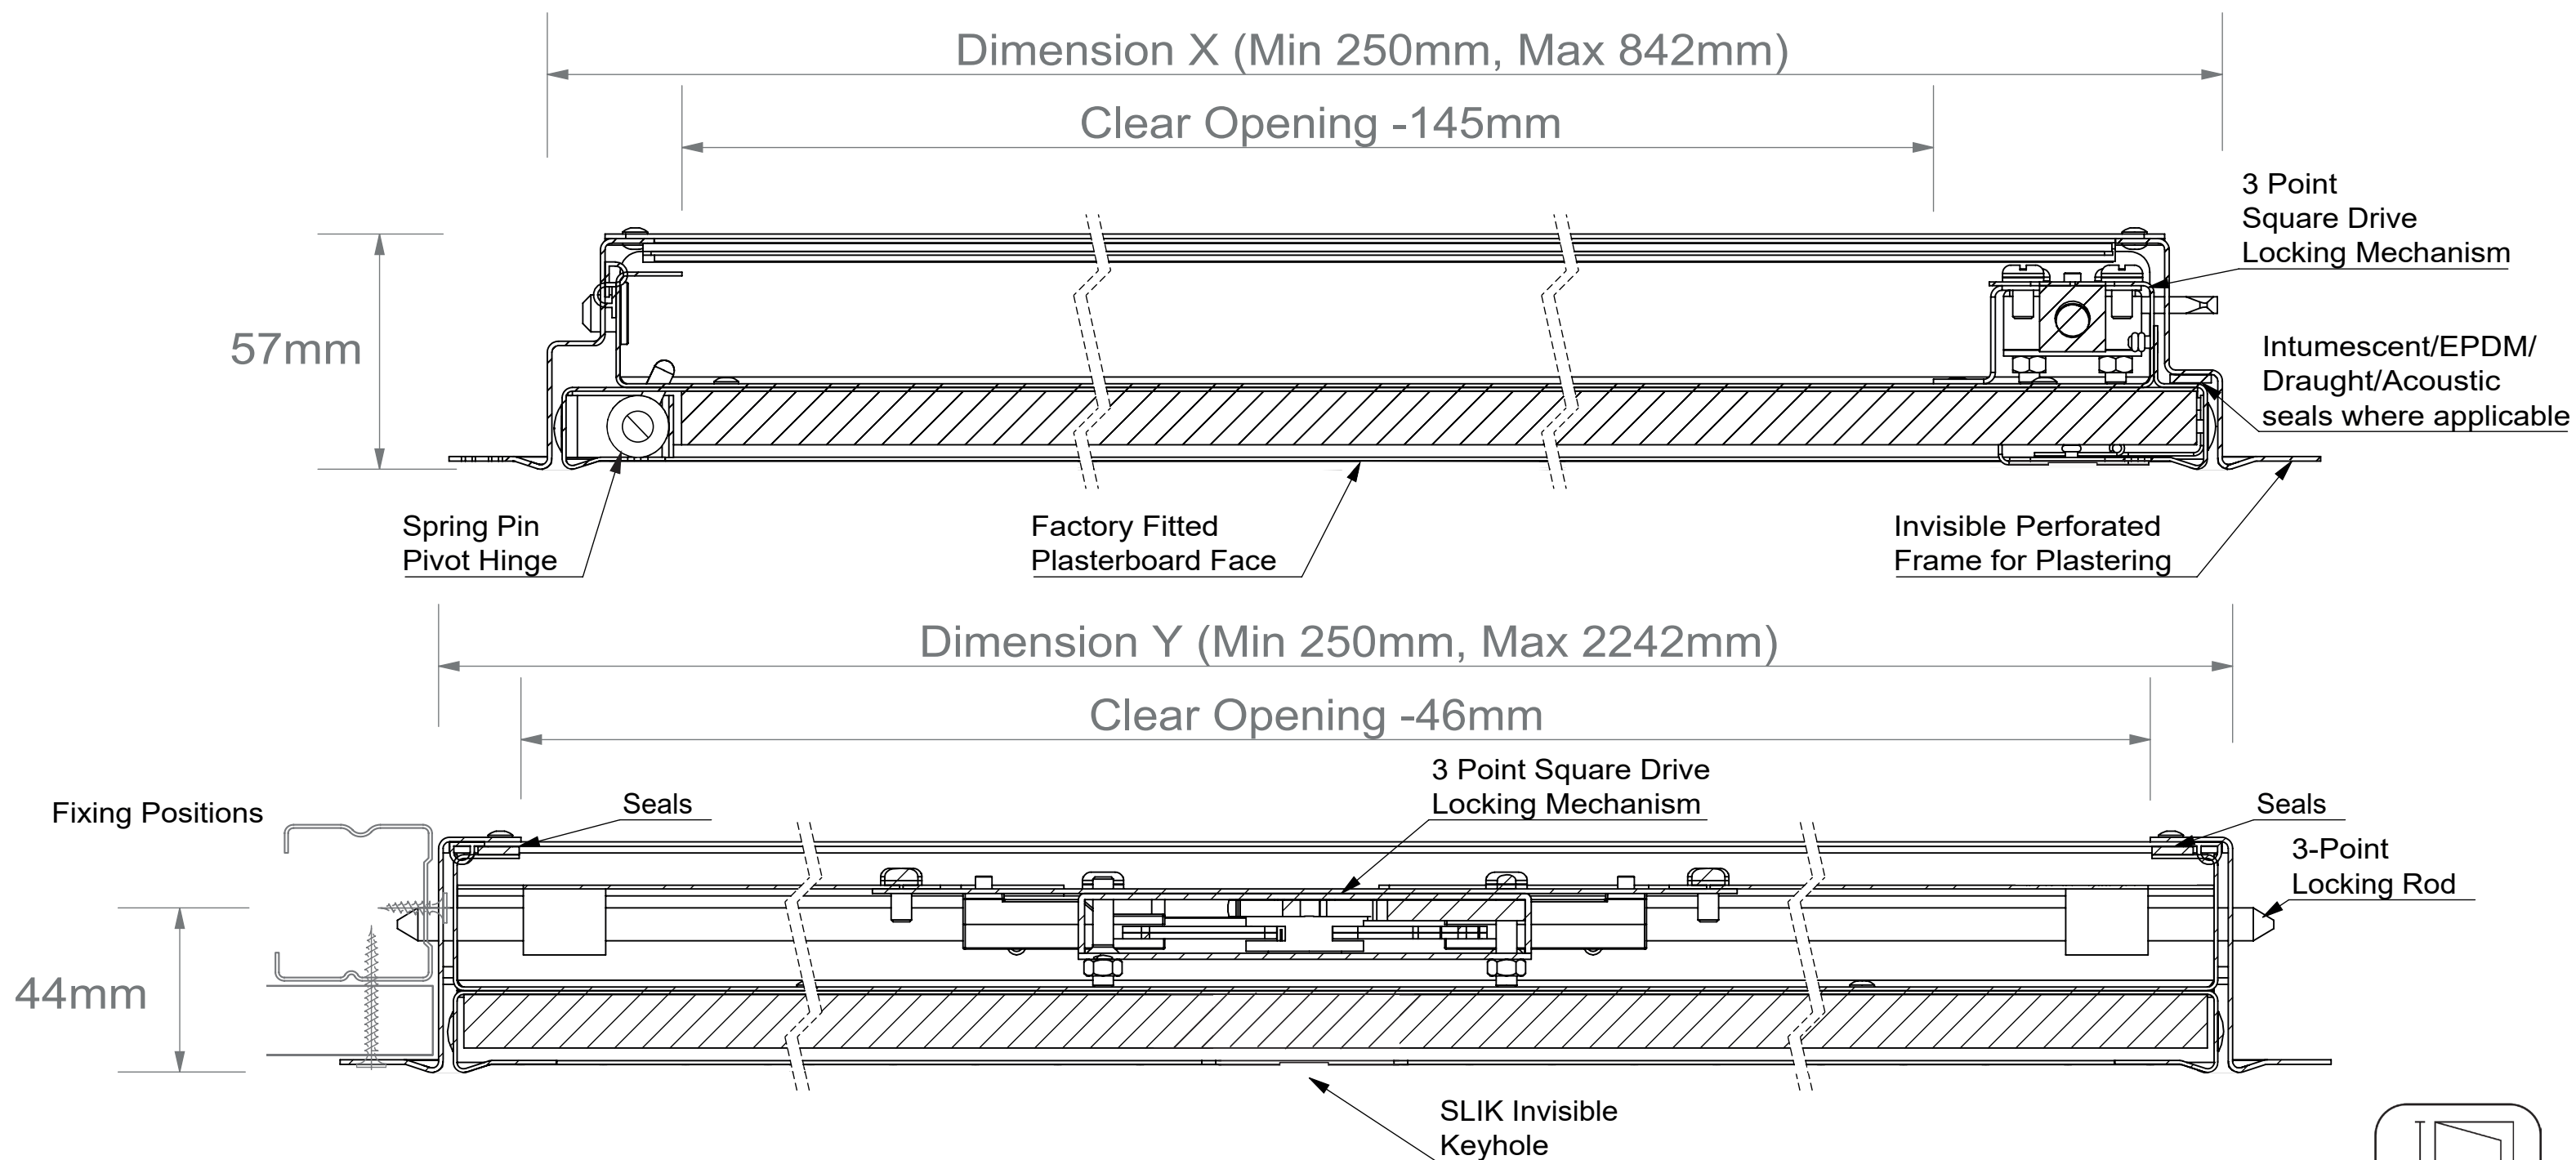 Dimension X (Min 250mm, Max 842mm)
Clear Opening -145mm
3 Point
Square Drive
Locking Mechanism
57mm
Intumescent/EPDM/
Draught/Acoustic
seals where applicable
Spring Pin
Pivot Hinge
Factory Fitted
Plasterboard Face
Invisible Perforated
Frame for Plastering
Dimension Y (Min 250mm, Max 2242mm)
Clear Opening -46mm
Fixing Positions
Seals
3 Point Square Drive
Locking Mechanism
Seals
3-Point
Locking Rod
44mm
SLIK Invisible
Keyhole